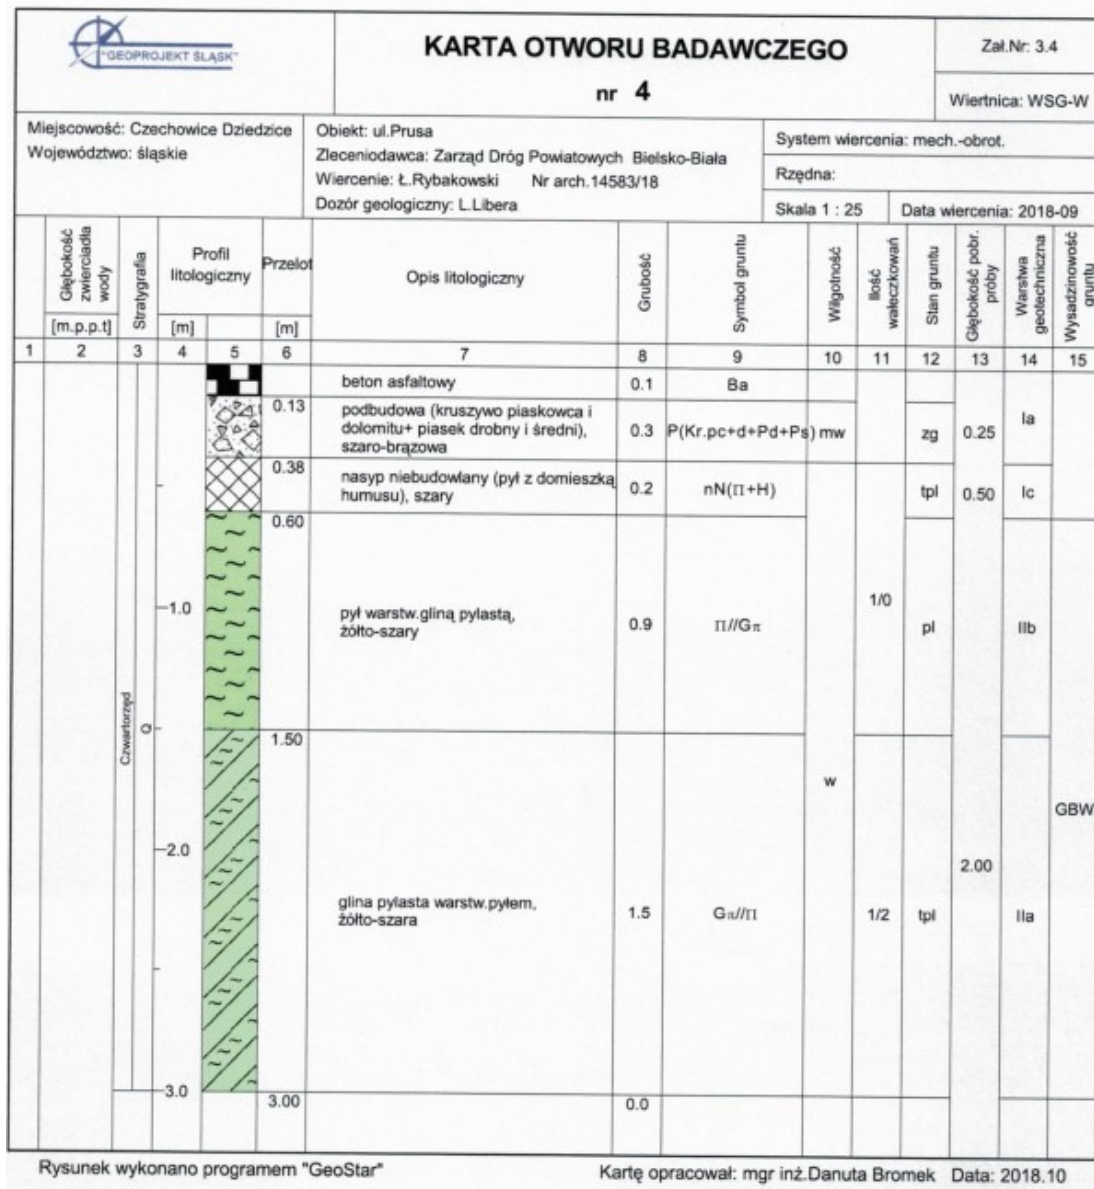 "GEOPROJEKT ŚLĄSK"
KARTA OTWORU BADAWCZEGO
nr 4
Zał.Nr: 3.4
Wiertnica: WSG-W
Miejscowość: Czechowice Dziedzice
Województwo: śląskie
Obiekt: ul.Prusa
Zleceniodawca: Zarząd Dróg Powiatowych Bielsko-Biała
Wiercenie: Ł.Rybakowski Nr arch.14583/18
Dozór geologiczny: L.Libera
System wiercenia: mech.-obrot.
Rzędna:
Skala 1 : 25
Data wiercenia: 2018-09
Głębokość zwierciadła wody
[m.p.p.t]
Stratygrafia
Profil litologiczny
[m]
Przelot
[m]
Opis litologiczny
Grubość
Symbol gruntu
Wilgotność
Ilość wałeczkowań
Stan gruntu
Głębokość pobr. próby
Warstwa geotechniczna
Wysadzinowość gruntu
1 2 3 4 5 6 7 8 9 10 11 12 13 14 15
beton asfaltowy 0.1 Ba
0.13
podbudowa (kruszywo piaskowca i
dolomitu+ piasek drobny i średni),
szaro-brązowa
0.3 P(Kr.pc+d+Pd+Ps) mw zg 0.25 Ia
0.38
nasyp niebudowlany (pył z domieszką
humusu), szary
0.2 nN(Π+H) tpl 0.50 Ic
0.60
1.0
pył warstw.gliną pylastą,
żółto-szary
0.9 Π//Gπ 1/0 pl IIb
Czwartorzęd
Q
1.50
w
GBW
2.0
2.00
glina pylasta warstw.pyłem,
żółto-szara
1.5 Gπ//Π 1/2 tpl IIa
3.0
3.00
0.0
Rysunek wykonano programem "GeoStar"
Kartę opracował: mgr inż.Danuta Bromek Data: 2018.10